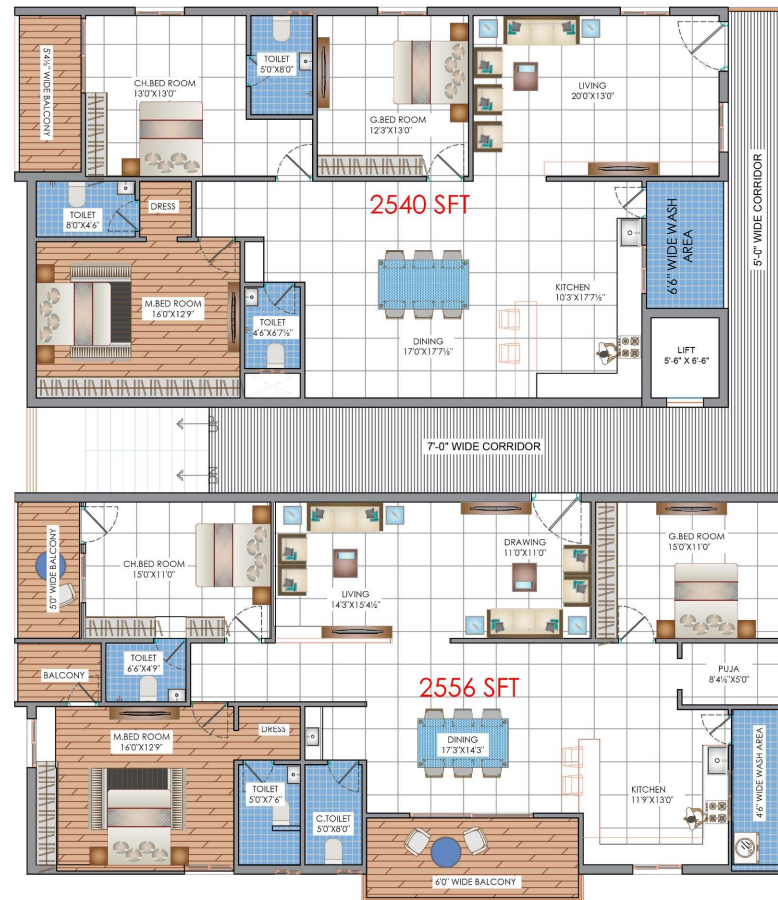 5'4½" WIDE BALCONY
CH.BED ROOM
13'0"X13'0"
TOILET
5'0"X8'0"
G.BED ROOM
12'3"X13'0"
LIVING
20'0"X13'0"
5'-0" WIDE CORRIDOR
TOILET
8'0"X4'6"
DRESS
2540 SFT
6'6" WIDE WASH
AREA
M.BED ROOM
16'0"X12'9"
TOILET
4'6"X6'7½"
DINING
17'0"X17'7½"
KITCHEN
10'3"X17'7½"
LIFT
5'-6" X 6'-6"
UP
DN
7'-0" WIDE CORRIDOR
5'0" WIDE BALCONY
CH.BED ROOM
15'0"X11'0"
LIVING
14'3"X15'4½"
DRAWING
11'0"X11'0"
G.BED ROOM
15'0"X11'0"
BALCONY
TOILET
6'6"X4'9"
2556 SFT
PUJA
8'4½"X5'0"
M.BED ROOM
16'0"X12'9"
DRESS
DINING
17'3"X14'3"
TOILET
5'0"X7'6"
C.TOILET
5'0"X8'0"
KITCHEN
11'9"X13'0"
4'6" WIDE WASH AREA
6'0" WIDE BALCONY